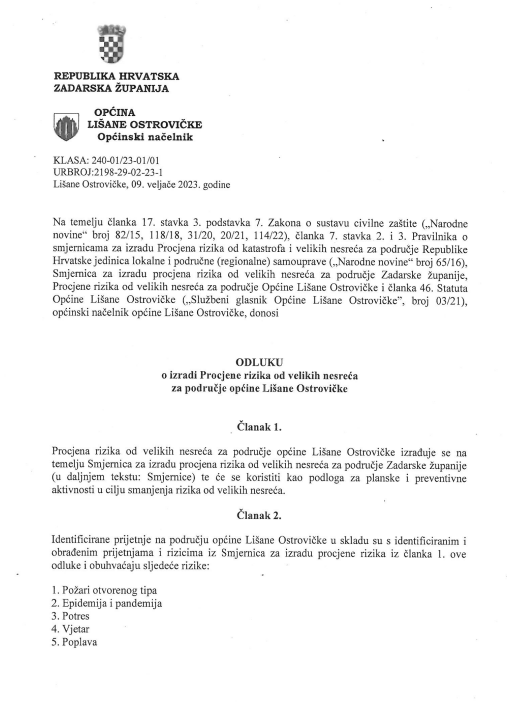 REPUBLIKA HRVATSKA
ZADARSKA ŽUPANIJA
OPĆINA
LIŠANE OSTROVIČKE
Općinski načelnik
KLASA: 240-01/23-01/01
URBROJ:2198-29-02-23-1
Lišane Ostrovičke, 09. veljače 2023. godine
Na temelju članka 17. stavka 3. podstavka 7. Zakona o sustavu civilne zaštite („Narodne
novine“ broj 82/15, 118/18, 31/20, 20/21, 114/22), članka 7. stavka 2. i 3. Pravilnika o
smjernicama za izradu Procjena rizika od katastrofa i velikih nesreća za područje Republike
Hrvatske jedinica lokalne i područne (regionalne) samouprave („Narodne novine“ broj 65/16),
Smjernica za izradu procjena rizika od velikih nesreća za područje Zadarske županije,
Procjene rizika od velikih nesreća za područje Općine Lišane Ostrovičke i članka 46. Statuta
Općine Lišane Ostrovičke („Službeni glasnik Općine Lišane Ostrovičke”, broj 03/21),
općinski načelnik općine Lišane Ostrovičke, donosi
ODLUKU
o izradi Procjene rizika od velikih nesreća
za područje općine Lišane Ostrovičke
Članak 1.
Procjena rizika od velikih nesreća za područje općine Lišane Ostrovičke izrađuje se na
temelju Smjernica za izradu procjena rizika od velikih nesreća za područje Zadarske županije
(u daljnjem tekstu: Smjernice) te će se koristiti kao podloga za planske i preventivne
aktivnosti u cilju smanjenja rizika od velikih nesreća.
Članak 2.
Identificirane prijetnje na području općine Lišane Ostrovičke u skladu su s identificiranim i
obrađenim prijetnjama i rizicima iz Smjernica za izradu procjene rizika iz članka 1. ove
odluke i obuhvaćaju sljedeće rizike:
1. Požari otvorenog tipa
2. Epidemija i pandemija
3. Potres
4. Vjetar
5. Poplava